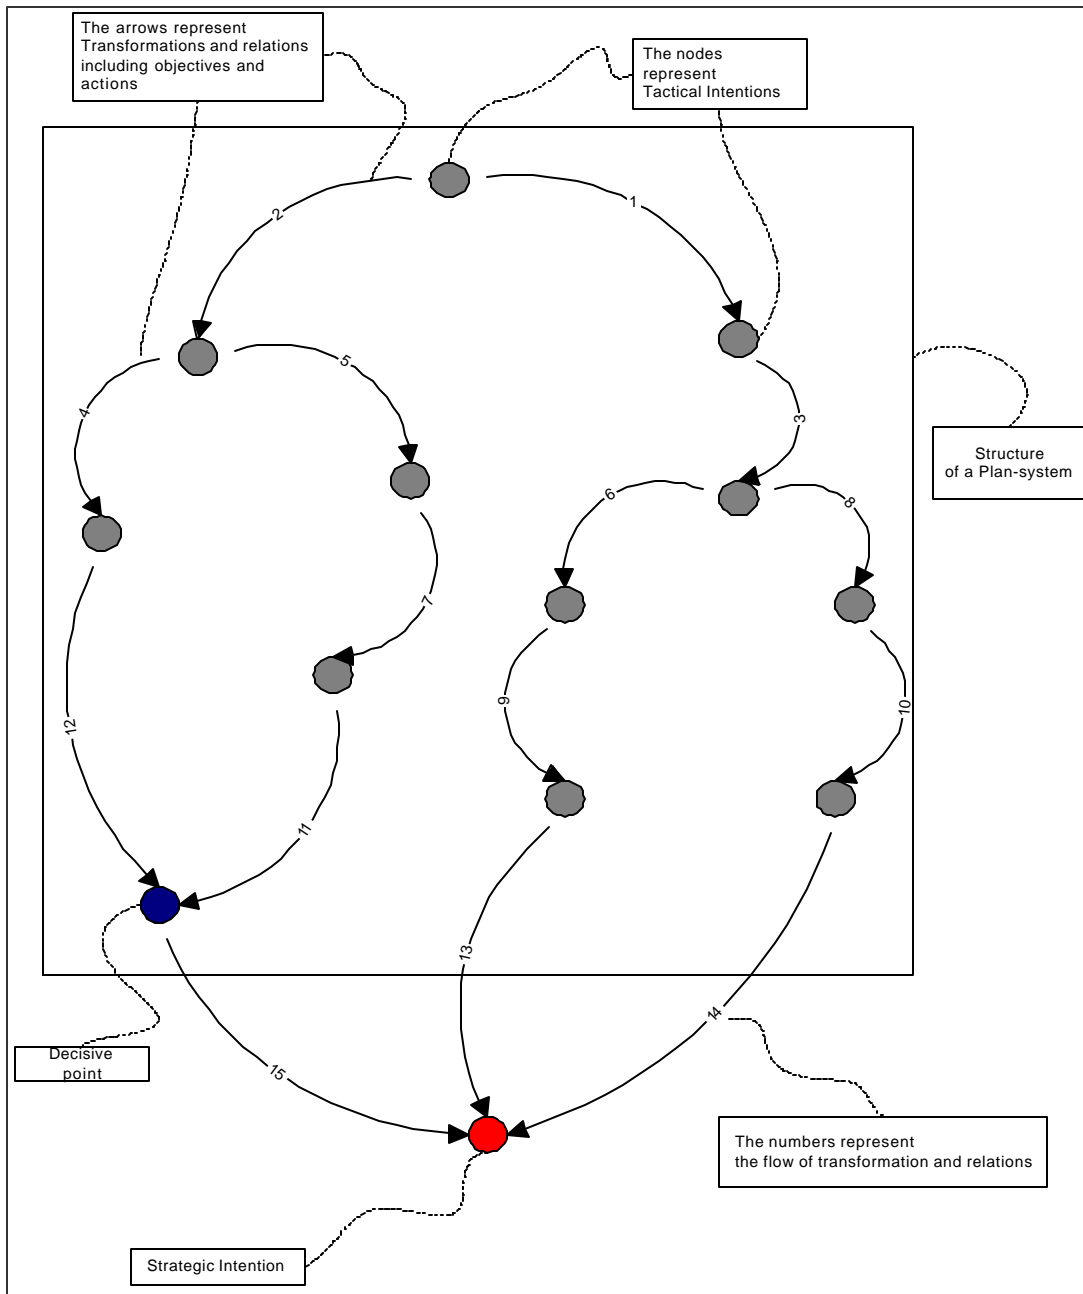 The arrows represent
Transformations and relations
including objectives and
actions
The nodes
represent
Tactical Intentions
2
1
5
4
3
6
8
7
9
10
12
11
13
14
15
Structure
of a Plan-system
Decisive
point
The numbers represent
the flow of transformation and relations
Strategic Intention